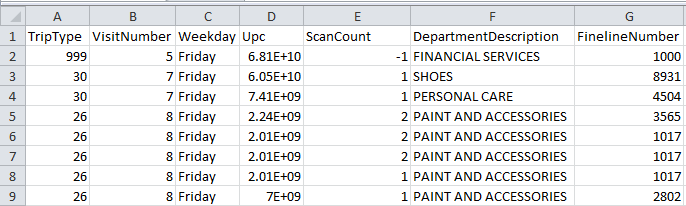 A B C D E F G
1 TripType VisitNumber Weekday Upc ScanCount DepartmentDescription FinelineNumber
2 999 5 Friday 6.81E+10 -1 FINANCIAL SERVICES 1000
3 30 7 Friday 6.05E+10 1 SHOES 8931
4 30 7 Friday 7.41E+09 1 PERSONAL CARE 4504
5 26 8 Friday 2.24E+09 2 PAINT AND ACCESSORIES 3565
6 26 8 Friday 2.01E+09 2 PAINT AND ACCESSORIES 1017
7 26 8 Friday 2.01E+09 2 PAINT AND ACCESSORIES 1017
8 26 8 Friday 2.01E+09 1 PAINT AND ACCESSORIES 1017
9 26 8 Friday 7E+09 1 PAINT AND ACCESSORIES 2802